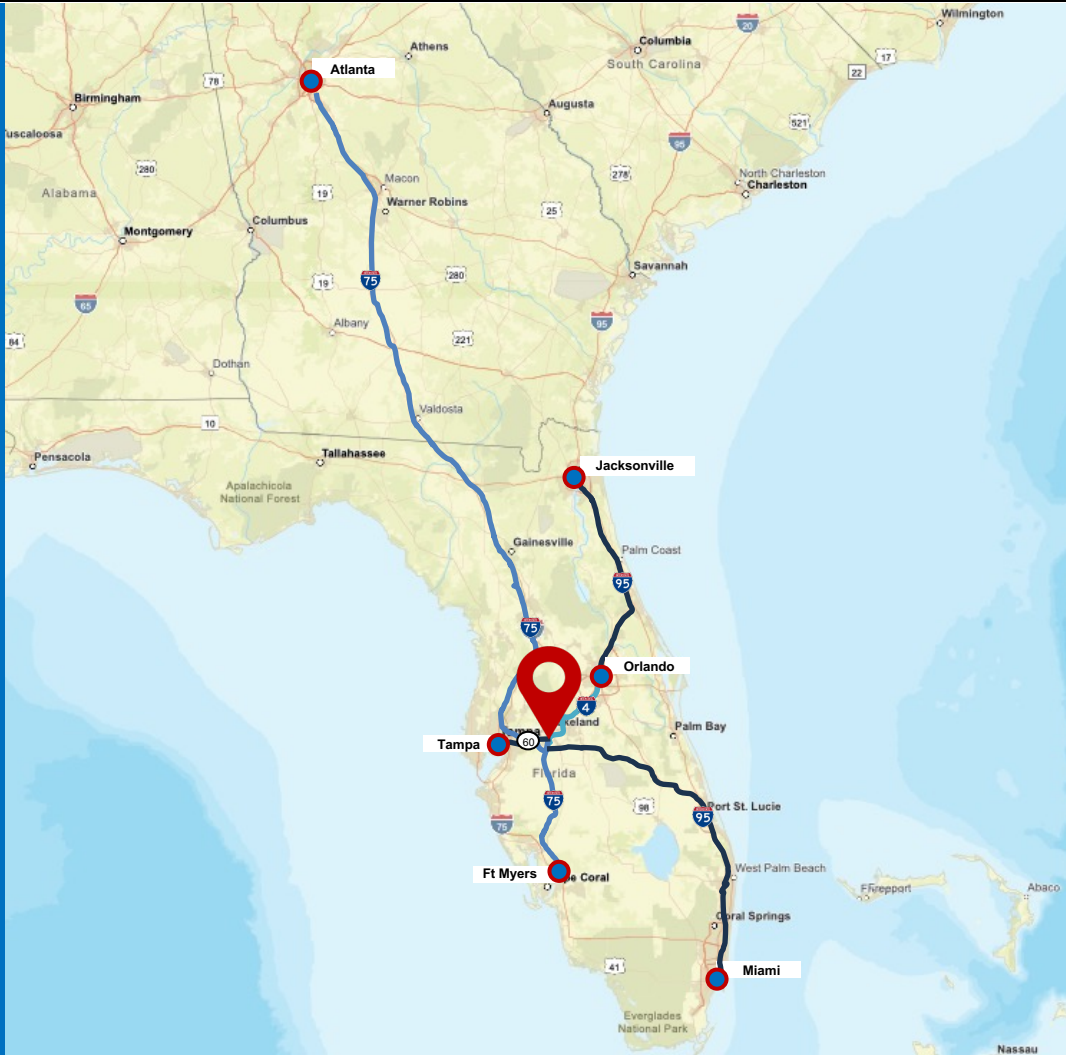 Wilmington
20
Columbia
South Carolina
17
Athens
Atlanta
22
78
Birmingham
Augusta
521
uscaloosa
95
280
278
North Charleston
Charleston
Macon
19
Alabama
Warner Robins
25
Columbus
Montgomery
Savannah
75
280
19
65
95
Albany
84
221
Dothan
Valdosta
10
Tallahassee
Pensacola
Jacksonville
Apalachicola
National Forest
Gainesville
Palm Coast
95
75
Orlando
4
keland
Palm Bay
Tampa
60
Florida
75
98
Port St. Lucie
95
75
West Palm Beach
Ft Myers
e Coral
Freeport
Abaco
Coral Springs
41
Miami
Everglades
National Park
Nassau